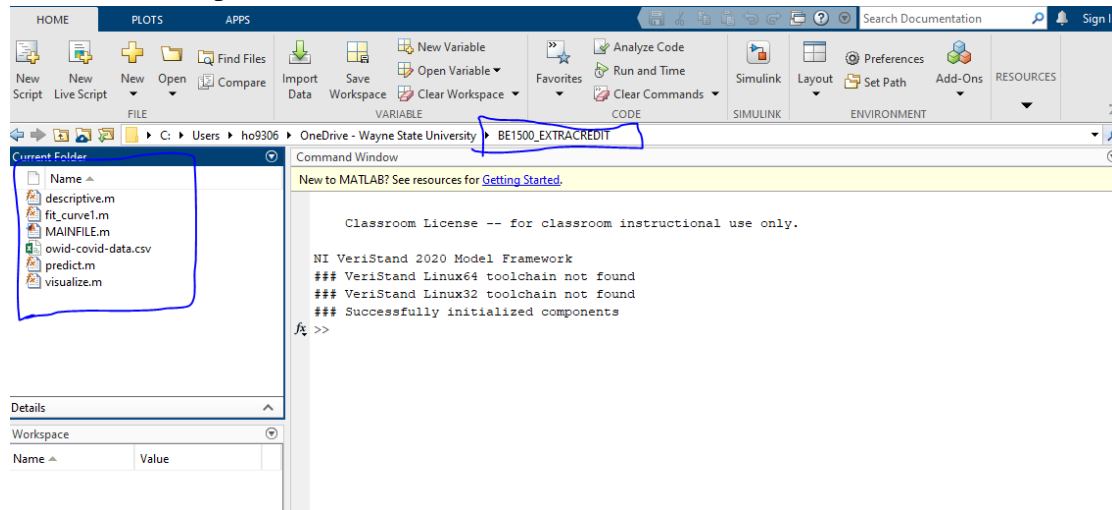 HOME PLOTS APPS Search Documentation Sign I
New Script
New Live Script
New
Open
Find Files
Compare
FILE
Import Data
Save Workspace
New Variable
Open Variable
Clear Workspace
VARIABLE
Favorites
Analyze Code
Run and Time
Clear Commands
CODE
Simulink
SIMULINK
Layout
Preferences
Set Path
Add-Ons
ENVIRONMENT
RESOURCES
C: Users ho9306 OneDrive - Wayne State University BE1500_EXTRACREDIT
Current Folder
Name
descriptive.m
fit_curve1.m
MAINFILE.m
owid-covid-data.csv
predict.m
visualize.m
Details
Workspace
Name Value
Command Window
New to MATLAB? See resources for Getting Started.
Classroom License -- for classroom instructional use only.
NI VeriStand 2020 Model Framework
### VeriStand Linux64 toolchain not found
### VeriStand Linux32 toolchain not found
### Successfully initialized components
fx >>